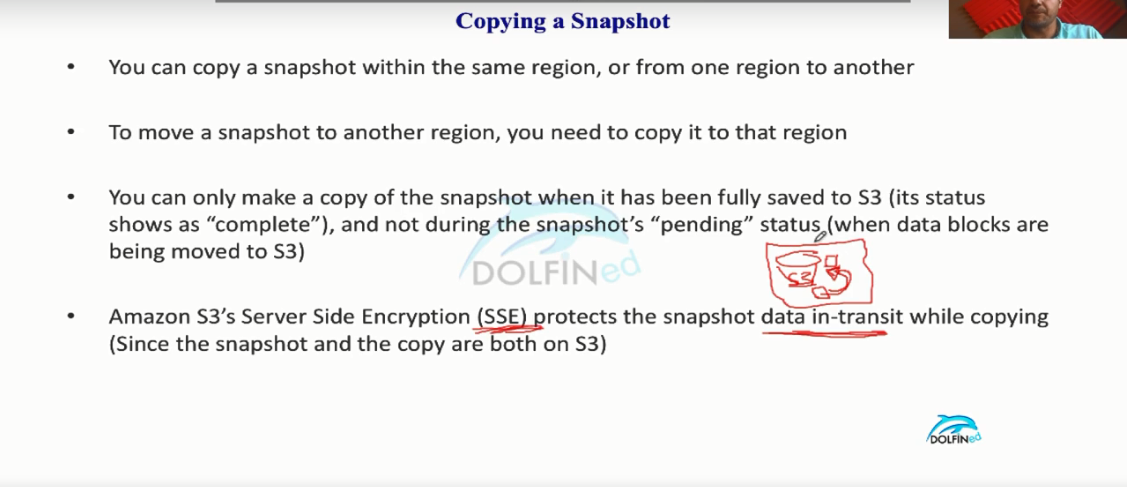 Copying a Snapshot
• You can copy a snapshot within the same region, or from one region to another
• To move a snapshot to another region, you need to copy it to that region
• You can only make a copy of the snapshot when it has been fully saved to S3 (its status
shows as “complete”), and not during the snapshot’s “pending” status (when data blocks are
being moved to S3)
DOLFINed
S3
• Amazon S3’s Server Side Encryption (SSE) protects the snapshot data in-transit while copying
(Since the snapshot and the copy are both on S3)
DOLFINed